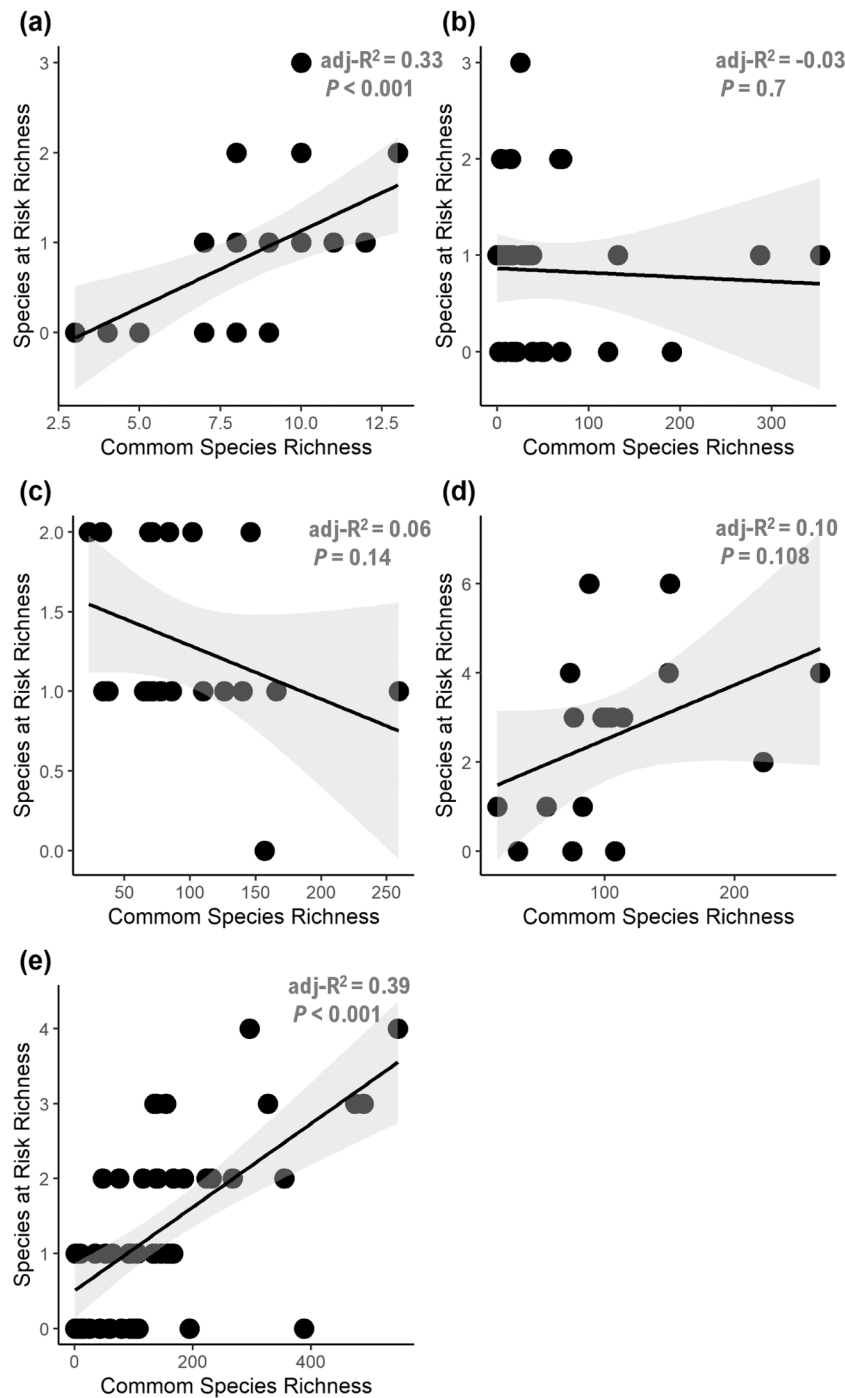 (a)
adj-R² = 0.33
P < 0.001
3
2
1
0
Species at Risk Richness
2.5 5.0 7.5 10.0 12.5
Commom Species Richness
(b)
adj-R² = -0.03
P = 0.7
3
2
1
0
Species at Risk Richness
0 100 200 300
Commom Species Richness
(c)
adj-R² = 0.06
P = 0.14
2.0
1.5
1.0
0.5
0.0
Species at Risk Richness
50 100 150 200 250
Commom Species Richness
(d)
adj-R² = 0.10
P = 0.108
6
4
2
0
Species at Risk Richness
100 200
Commom Species Richness
(e)
adj-R² = 0.39
P < 0.001
4
3
2
1
0
Species at Risk Richness
0 200 400
Commom Species Richness